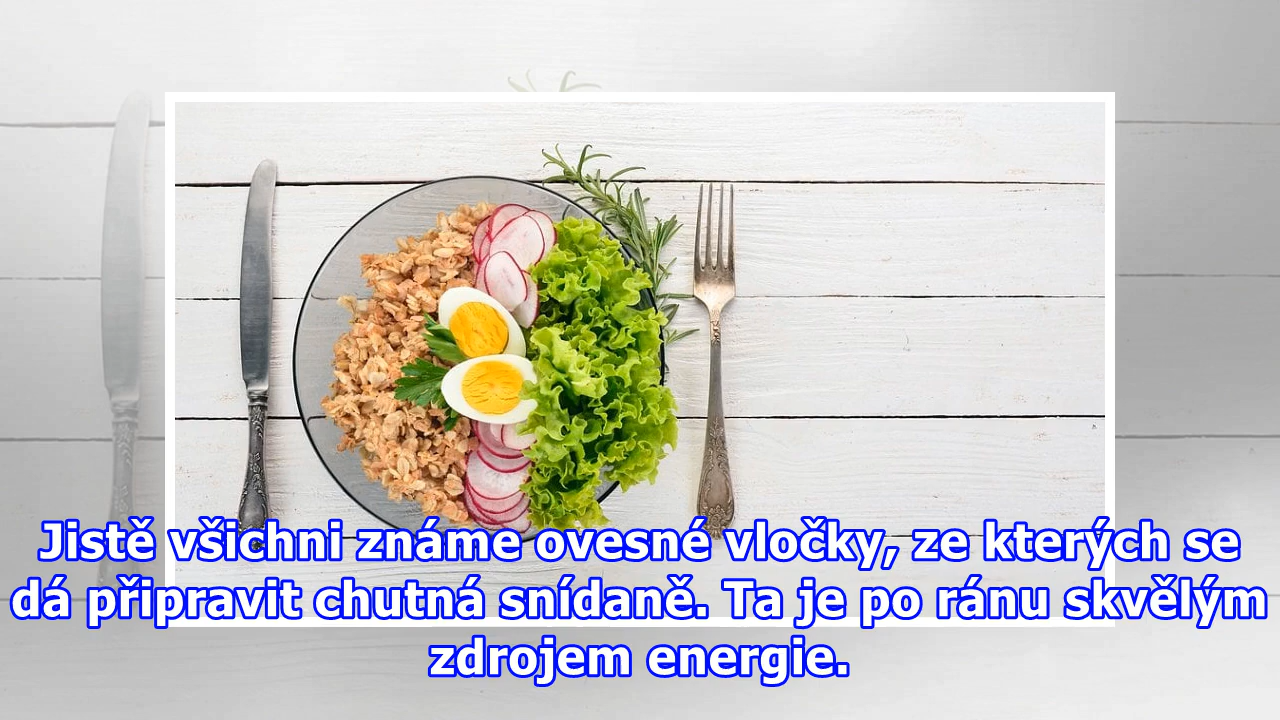 Jistě všichni známe ovesné vločky, ze kterých se
dá připravit chutná snídaně. Ta je po ránu skvělým
zdrojem energie.